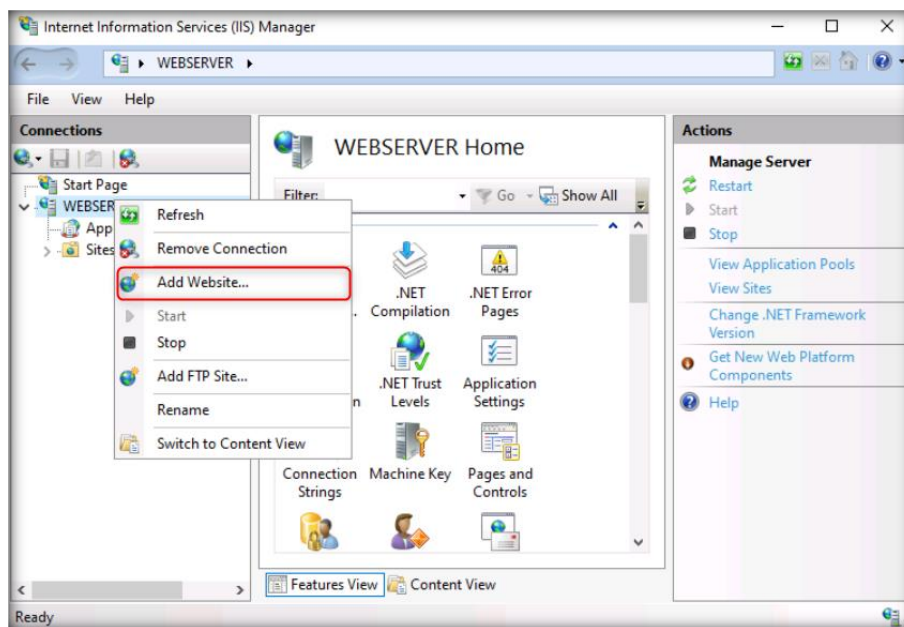 Internet Information Services (IIS) Manager
WEBSERVER
File View Help
Connections
Start Page
WEBSER
App
Sites
Refresh
Remove Connection
Add Website...
Start
Stop
Add FTP Site...
Rename
Switch to Content View
WEBSERVER Home
Filter: Go Show All
.NET
Compilation
.NET Error
Pages
.NET Trust
Levels
Application
Settings
Connection
Strings
Machine Key
Pages and
Controls
404
Features View Content View
Actions
Manage Server
Restart
Start
Stop
View Application Pools
View Sites
Change .NET Framework
Version
Get New Web Platform
Components
Help
Ready